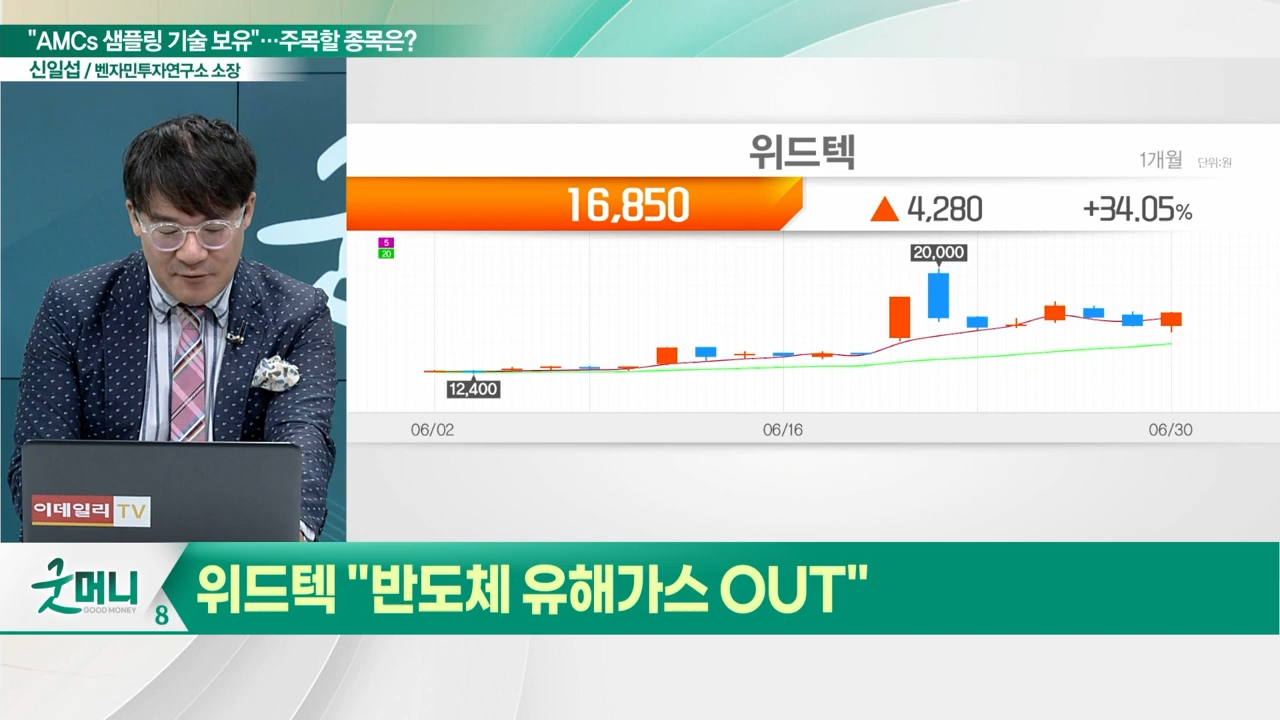 "AMCs 샘플링 기술 보유"…주목할 종목은?
신일섭 / 벤자민투자연구소 소장
위드텍
1개월 단위:원
16,850 ▲ 4,280 +34.05%
5
20
20,000
12,400
06/02 06/16 06/30
이데일리 TV
굿머니
GOOD MONEY
8
위드텍 "반도체 유해가스 OUT"